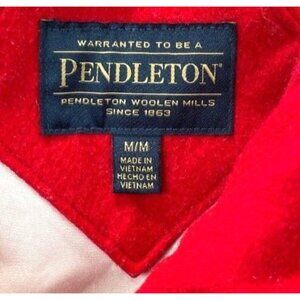 WARRANTED TO BE A
PENDLETON®
PENDLETON WOOLEN MILLS
SINCE 1863
M/M
MADE IN
VIETNAM
HECHO EN
VIETNAM